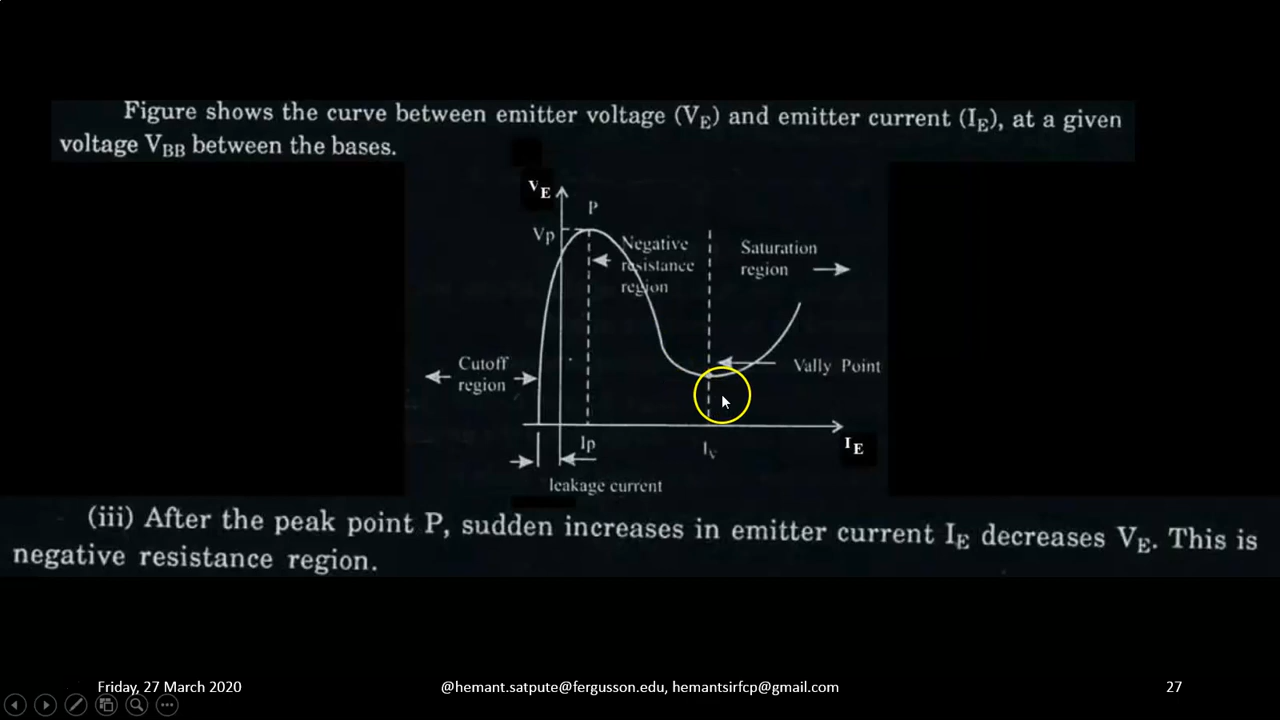 Figure shows the curve between emitter voltage (VE) and emitter current (IE), at a given
voltage VBB between the bases.
VE
P
Vp
Negative
resistance
region
Saturation
region
Cutoff
region
Vally Point
Ip
Iv
IE
leakage current
(iii) After the peak point P, sudden increases in emitter current IE decreases VE. This is
negative resistance region.
Friday, 27 March 2020
@hemant.satpute@fergusson.edu, hemantsirfcp@gmail.com
27